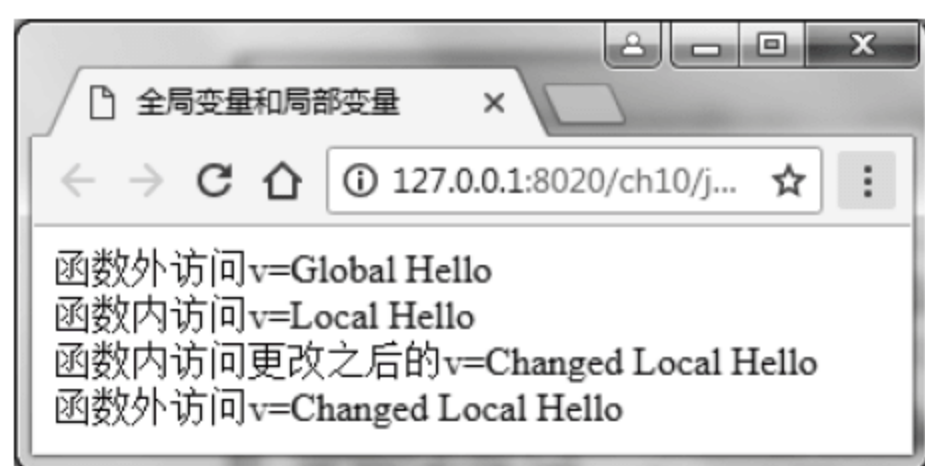 全局变量和局部变量
127.0.0.1:8020/ch10/j...
函数外访问v=Global Hello
函数内访问v=Local Hello
函数内访问更改之后的v=Changed Local Hello
函数外访问v=Changed Local Hello